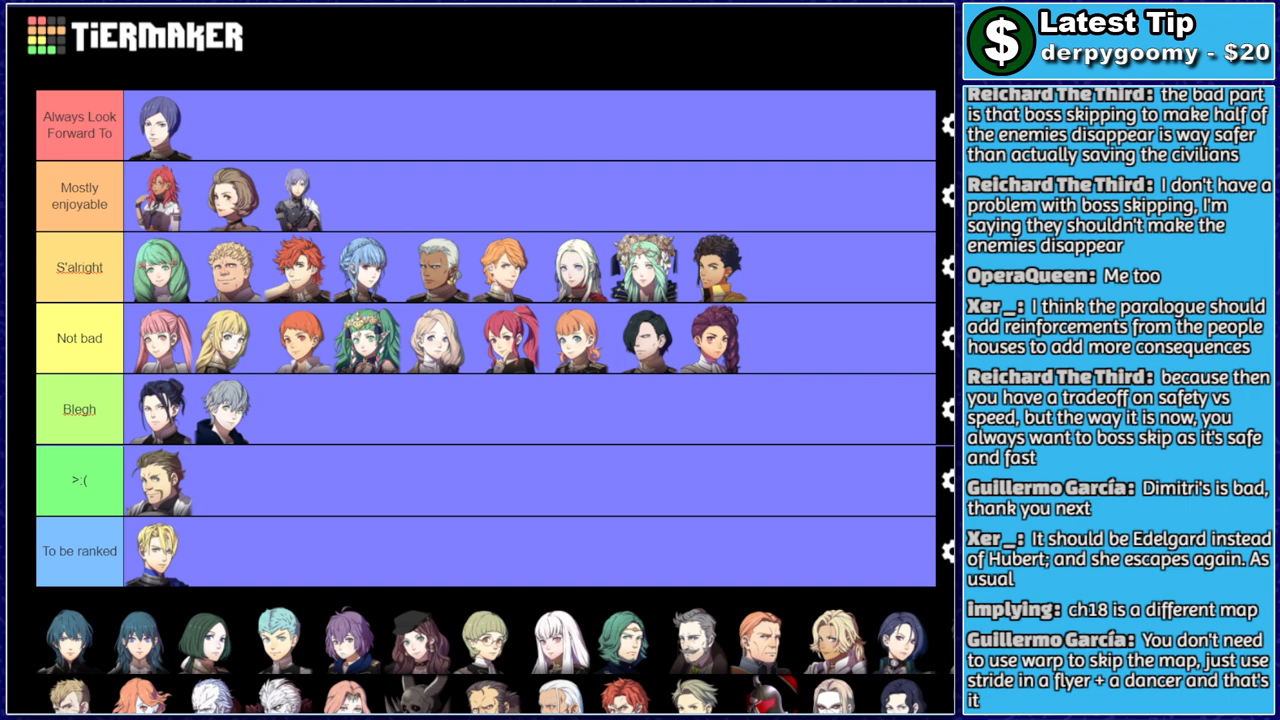 TiERMAKER
Always Look
Forward To
Mostly
enjoyable
S'alright
Not bad
Blegh
>:(
To be ranked
$
Latest Tip
derpygoomy - $20
Reichard The Third: the bad part
is that boss skipping to make half of
the enemies disappear is way safer
than actually saving the civilians
Reichard The Third: I don't have a
problem with boss skipping, I'm
saying they shouldn't make the
enemies disappear
OperaQueen: Me too
Xer_: I think the paralogue should
add reinforcements from the people
houses to add more consequences
Reichard The Third: because then
you have a tradeoff on safety vs
speed, but the way it is now, you
always want to boss skip as it's safe
and fast
Guillermo García: Dimitri's is bad,
thank you next
Xer_: It should be Edelgard instead
of Hubert; and she escapes again. As
usual
implying: ch18 is a different map
Guillermo García: You don't need
to use warp to skip the map, just use
stride in a flyer + a dancer and that's
it